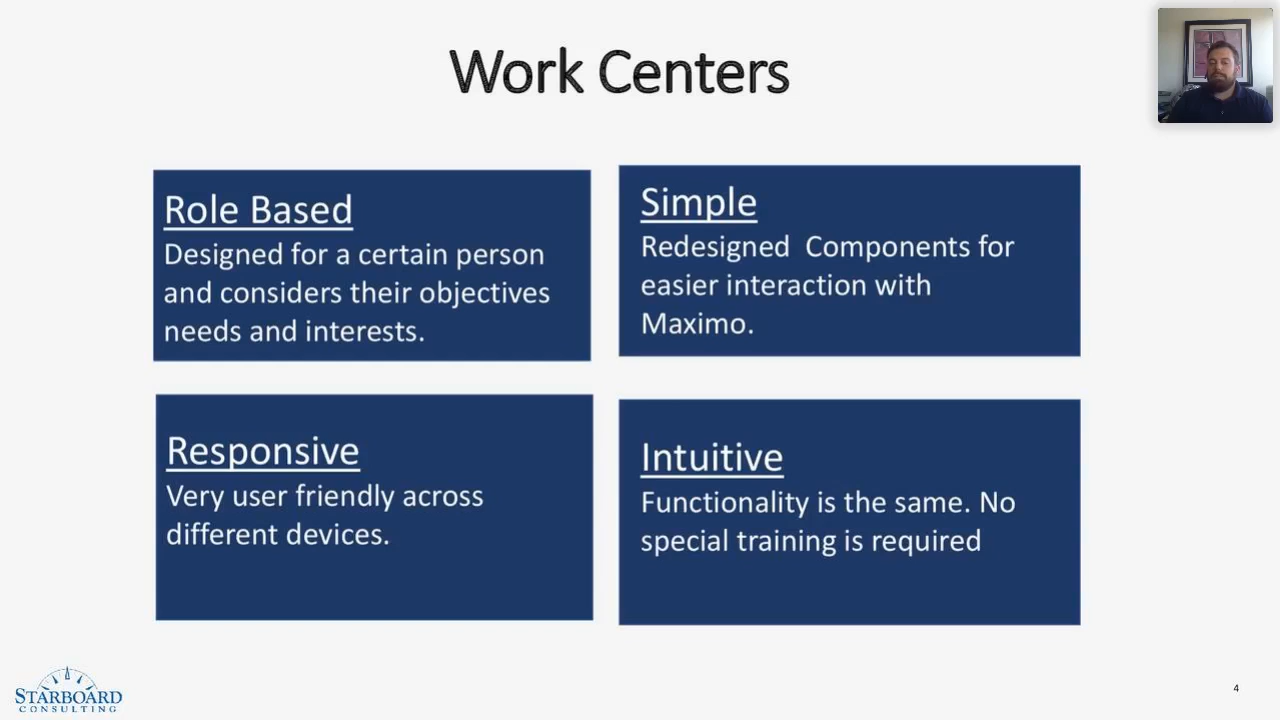 Work Centers
Role Based
Designed for a certain person
and considers their objectives
needs and interests.
Simple
Redesigned  Components for
easier interaction with
Maximo.
Responsive
Very user friendly across
different devices.
Intuitive
Functionality is the same. No
special training is required
STARBOARD
CONSULTING
4